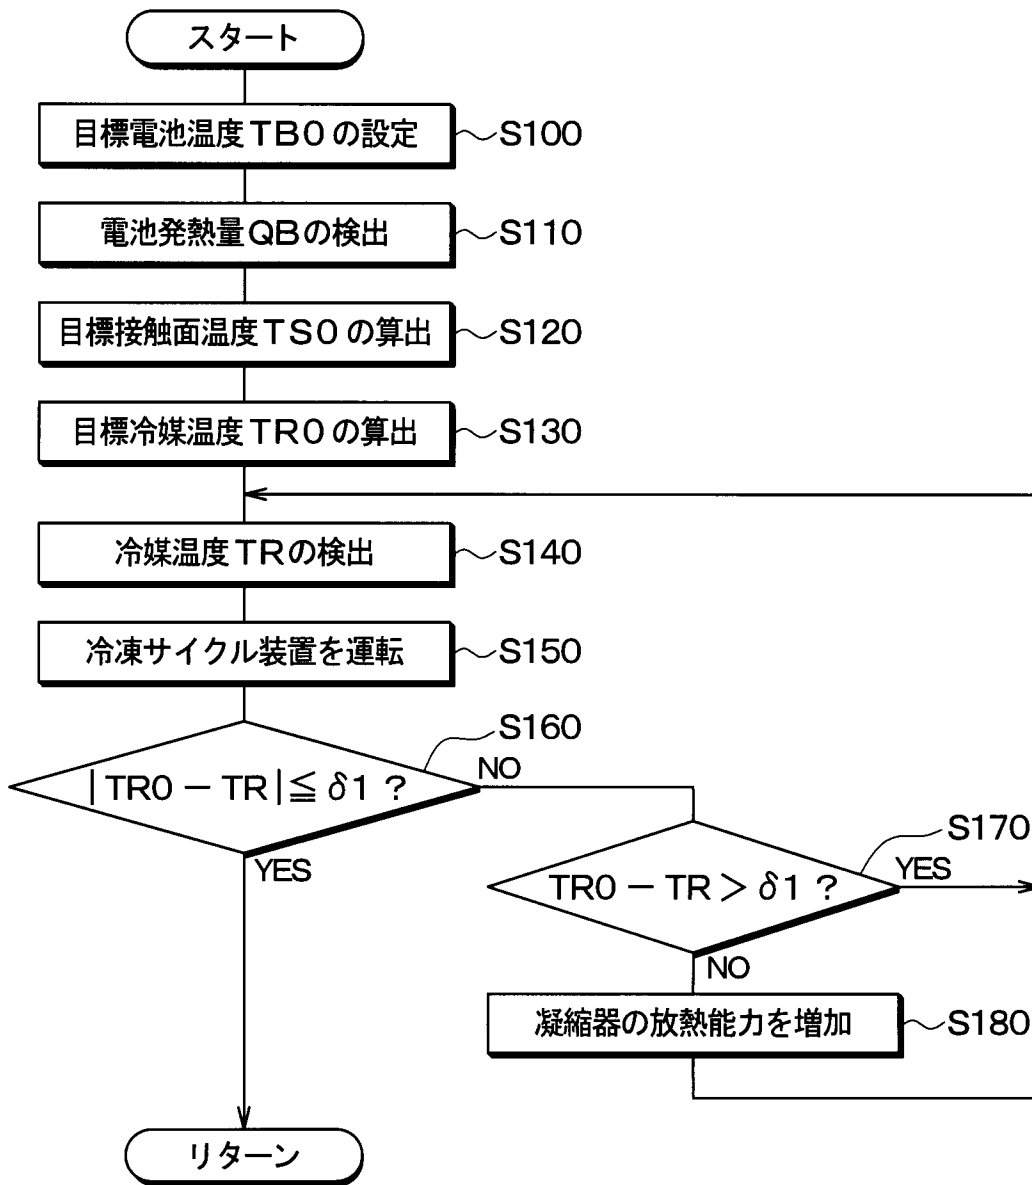 スタート
目標電池温度TBOの設定
S100
電池発熱量QBの検出
S110
目標接触面温度TSOの算出
S120
目標冷媒温度TROの算出
S130
冷媒温度TRの検出
S140
冷凍サイクル装置を運転
S150
S160
|TRO－TR|≦δ1？
NO
YES
S170
TRO－TR＞δ1？
YES
NO
凝縮器の放熱能力を増加
S180
リターン